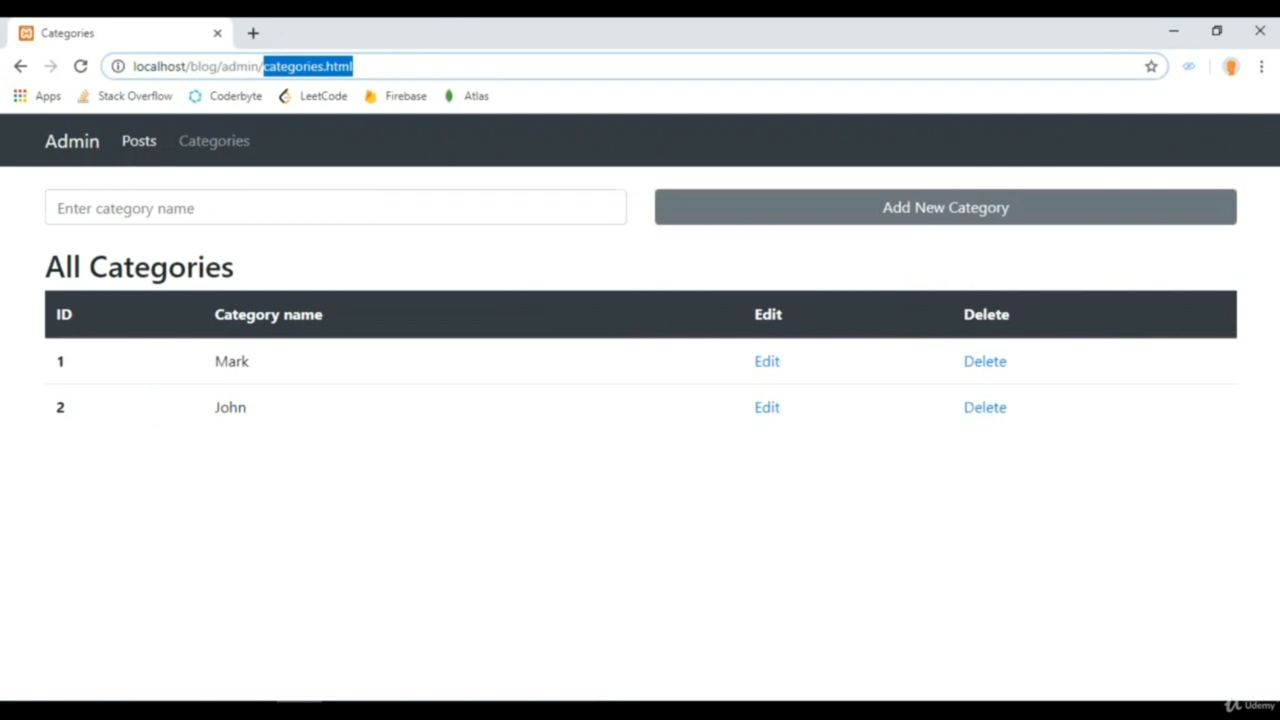 Categories
localhost/blog/admin/categories.html
Apps Stack Overflow Coderbyte LeetCode Firebase Atlas
Admin Posts Categories
Enter category name Add New Category
All Categories
ID Category name Edit Delete
1 Mark Edit Delete
2 John Edit Delete
Udemy